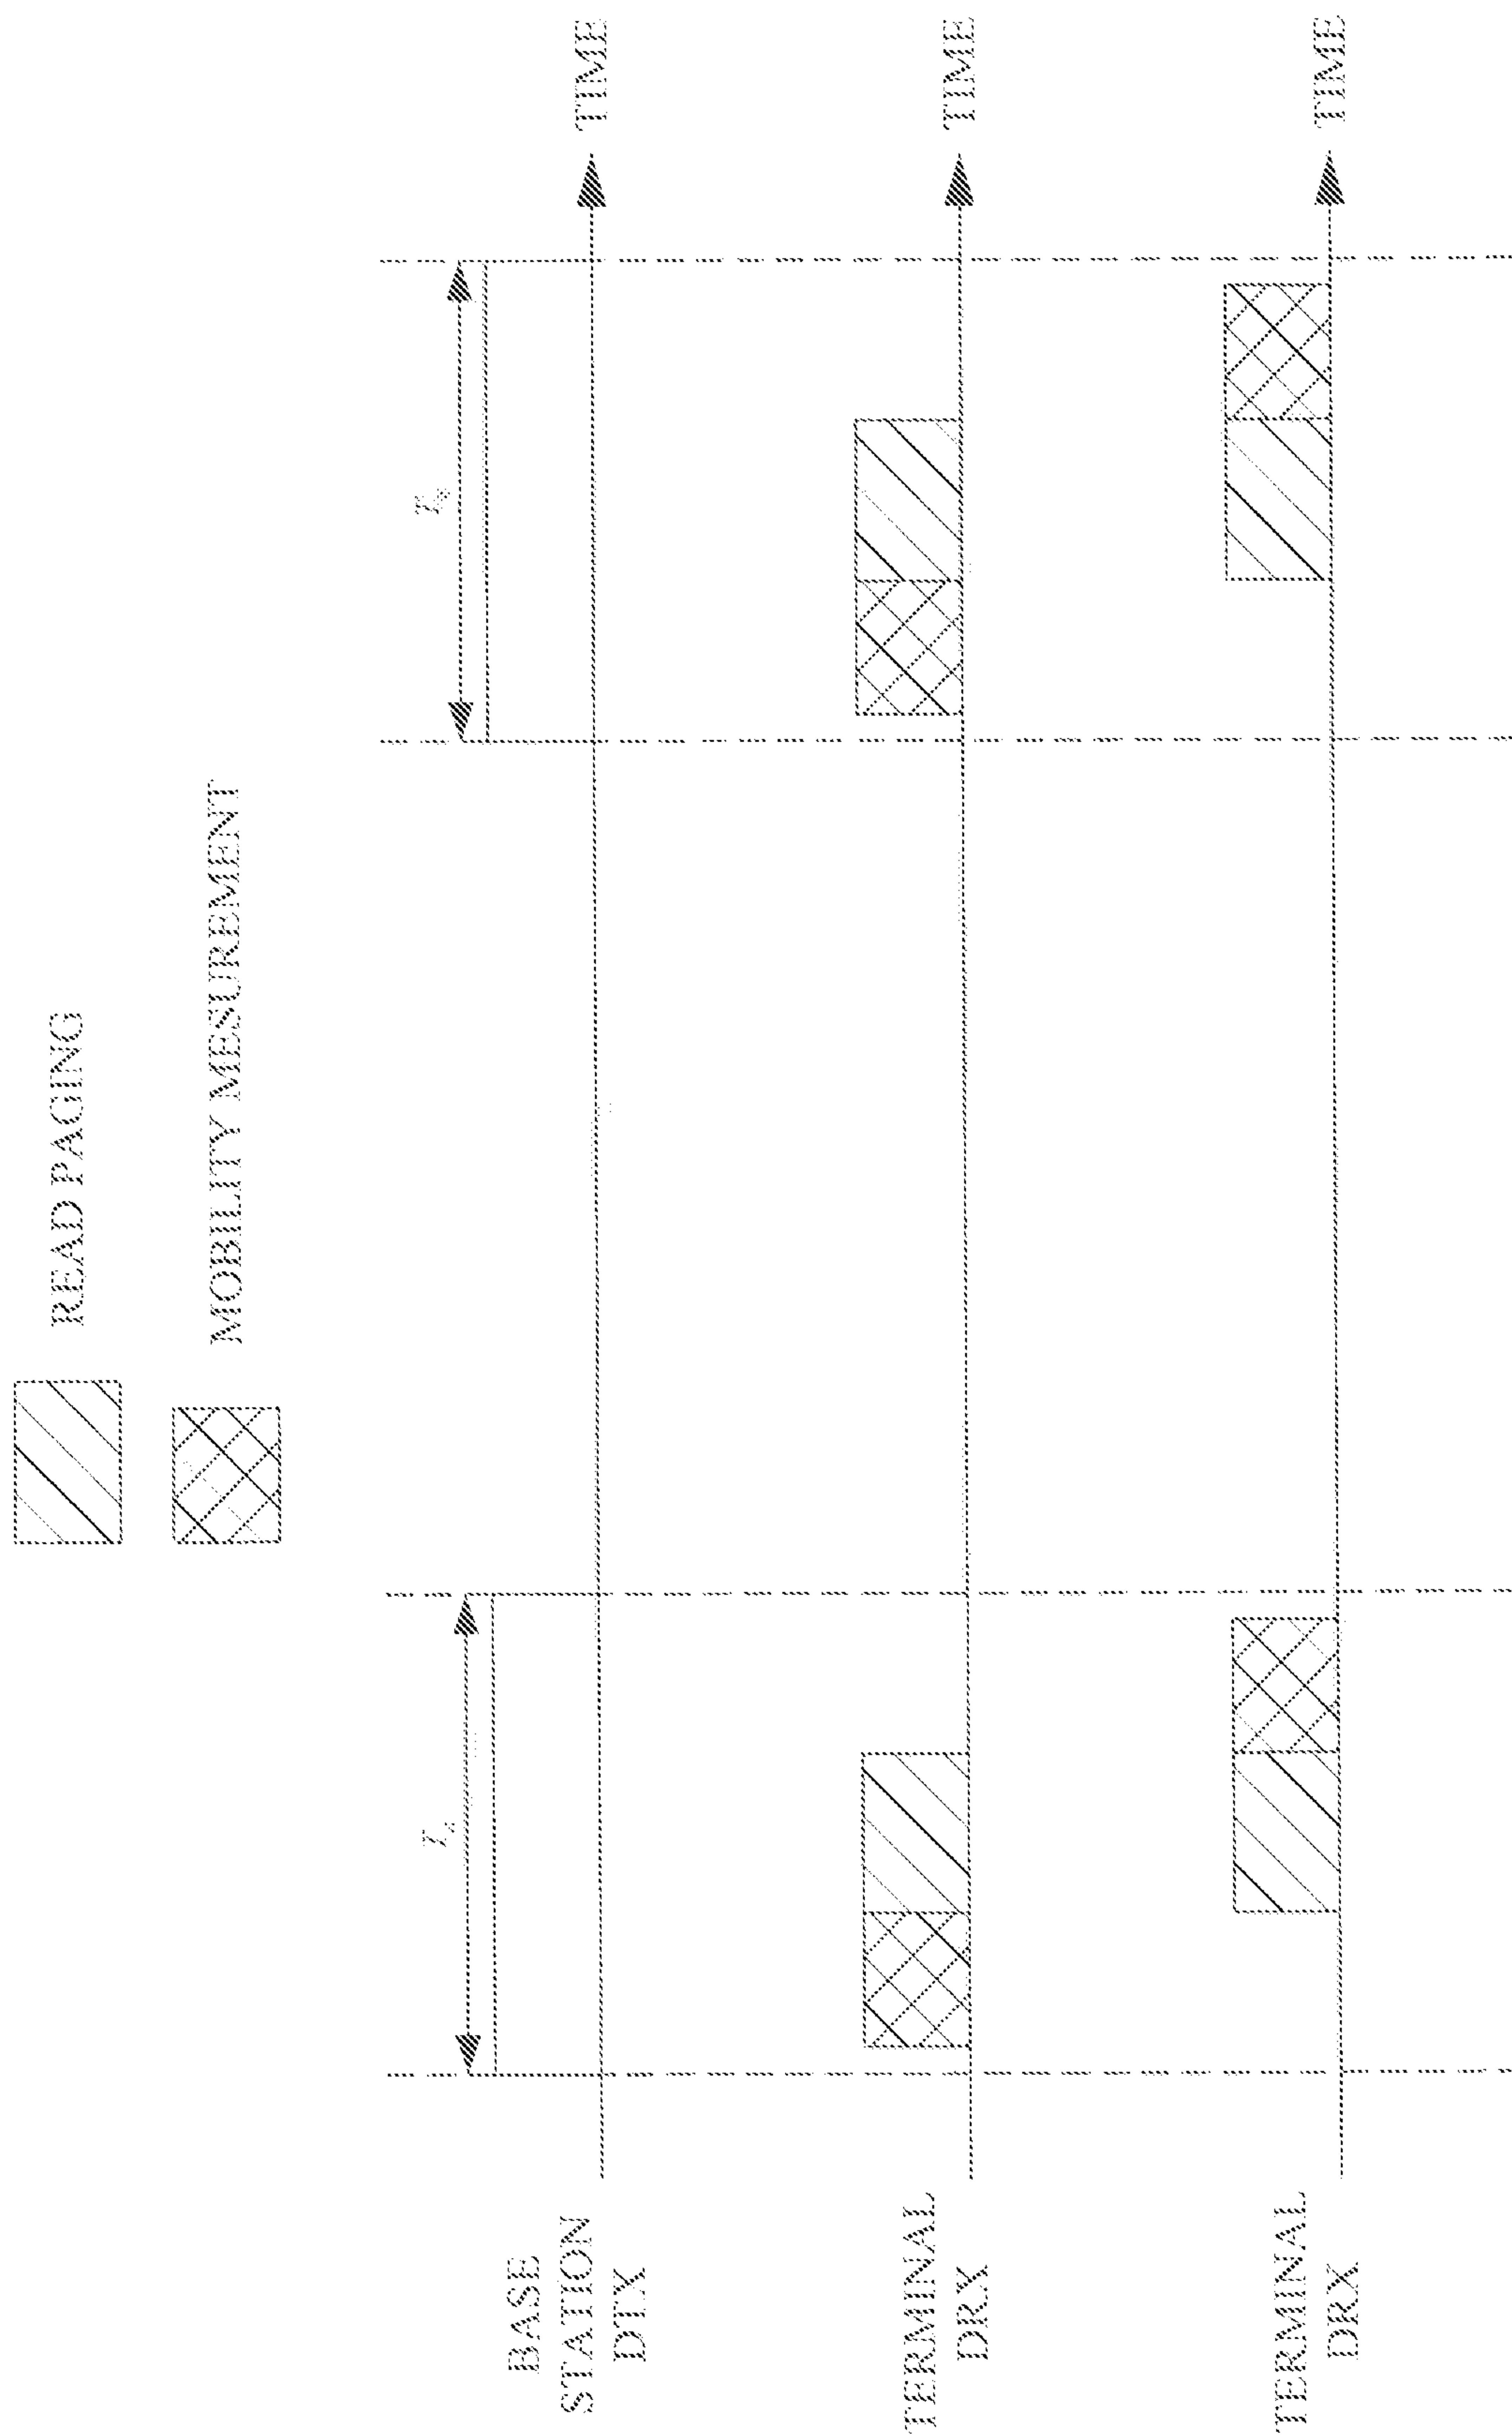 READ PAGING
MOBILITY MESUREMENT
BASE
STATION
DTX
TIME
TERMINAL
DRX
TIME
TERMINAL
DRX
TIME